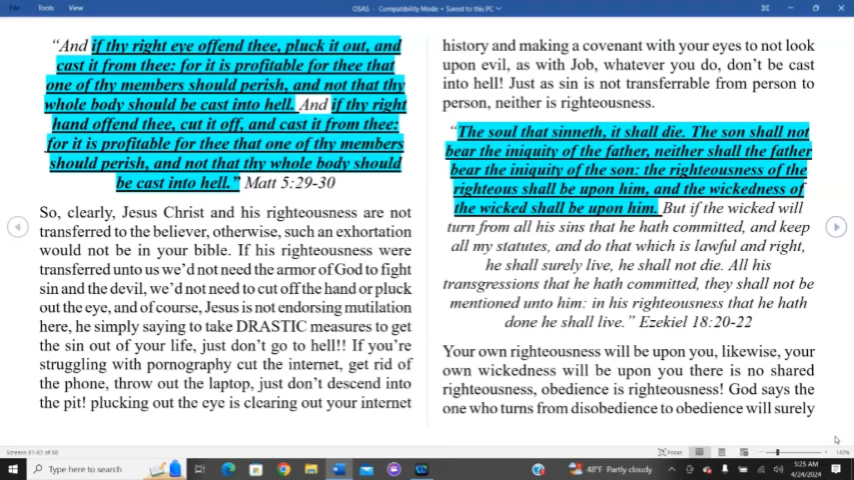 File
Tools
View
OSAS - Compatibility Mode • Saved to this PC
"And if thy right eye offend thee, pluck it out, and
cast it from thee: for it is profitable for thee that
one of thy members should perish, and not that thy
whole body should be cast into hell. And if thy right
hand offend thee, cut it off, and cast it from thee:
for it is profitable for thee that one of thy members
should perish, and not that thy whole body should
be cast into hell." Matt 5:29-30
So, clearly, Jesus Christ and his righteousness are not
transferred to the believer, otherwise, such an exhortation
would not be in your bible. If his righteousness were
transferred unto us we'd not need the armor of God to fight
sin and the devil, we'd not need to cut off the hand or pluck
out the eye, and of course, Jesus is not endorsing mutilation
here, he simply saying to take DRASTIC measures to get
the sin out of your life, just don't go to hell!! If you're
struggling with pornography cut the internet, get rid of
the phone, throw out the laptop, just don't descend into
the pit! plucking out the eye is clearing out your internet
history and making a covenant with your eyes to not look
upon evil, as with Job, whatever you do, don't be cast
into hell! Just as sin is not transferrable from person to
person, neither is righteousness.
"The soul that sinneth, it shall die. The son shall not
bear the iniquity of the father, neither shall the father
bear the iniquity of the son: the righteousness of the
righteous shall be upon him, and the wickedness of
the wicked shall be upon him. But if the wicked will
turn from all his sins that he hath committed, and keep
all my statutes, and do that which is lawful and right,
he shall surely live, he shall not die. All his
transgressions that he hath committed, they shall not be
mentioned unto him: in his righteousness that he hath
done he shall live." Ezekiel 18:20-22
Your own righteousness will be upon you, likewise, your
own wickedness will be upon you there is no shared
righteousness, obedience is righteousness! God says the
one who turns from disobedience to obedience will surely
Screens 81-82 of 88
Focus
140%
Type here to search
48°F Partly cloudy
5:25 AM
4/24/2024